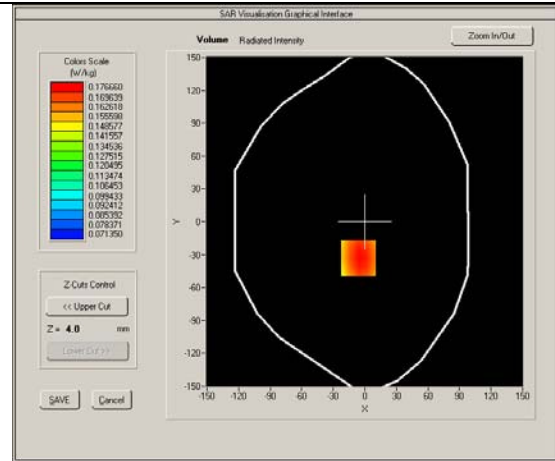 SAR Visualisation Graphical Interface
Volume Radiated Intensity
Zoom In/Out
Colors Scale
(W/kg)
0.176660
0.169639
0.162618
0.155598
0.148577
0.141557
0.134536
0.127515
0.120495
0.113474
0.106453
0.099433
0.092412
0.085392
0.078371
0.071350
Z-Cuts Control
<< Upper Cut
Z = 4.0 mm
Lower Cut >>
SAVE Cancel
150
120
90
60
30
0
-30
-60
-90
-120
-150
Y
-150 -120 -90 -60 -30 0 30 60 90 120 150
X